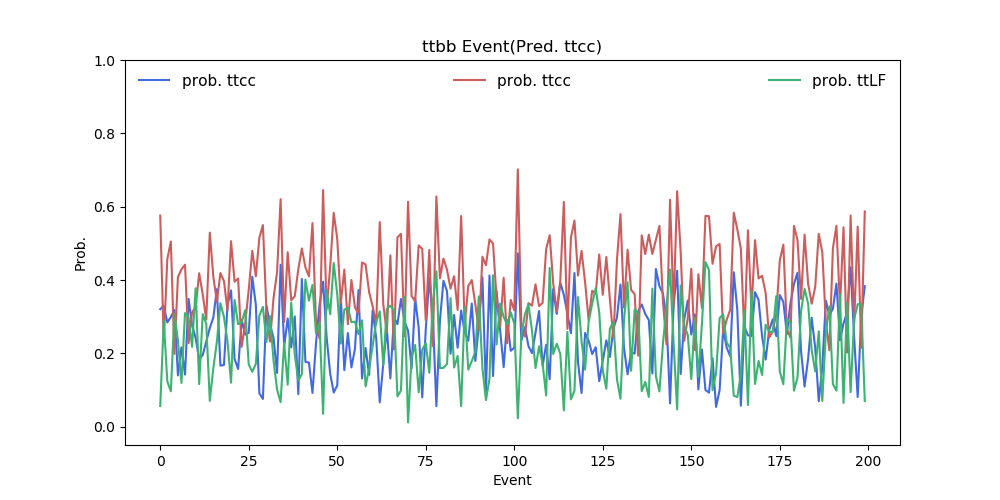 ttbb Event(Pred. ttcc)
prob. ttcc prob. ttcc prob. ttLF
1.0
0.8
0.6
0.4
0.2
0.0
Prob.
0 25 50 75 100 125 150 175 200
Event